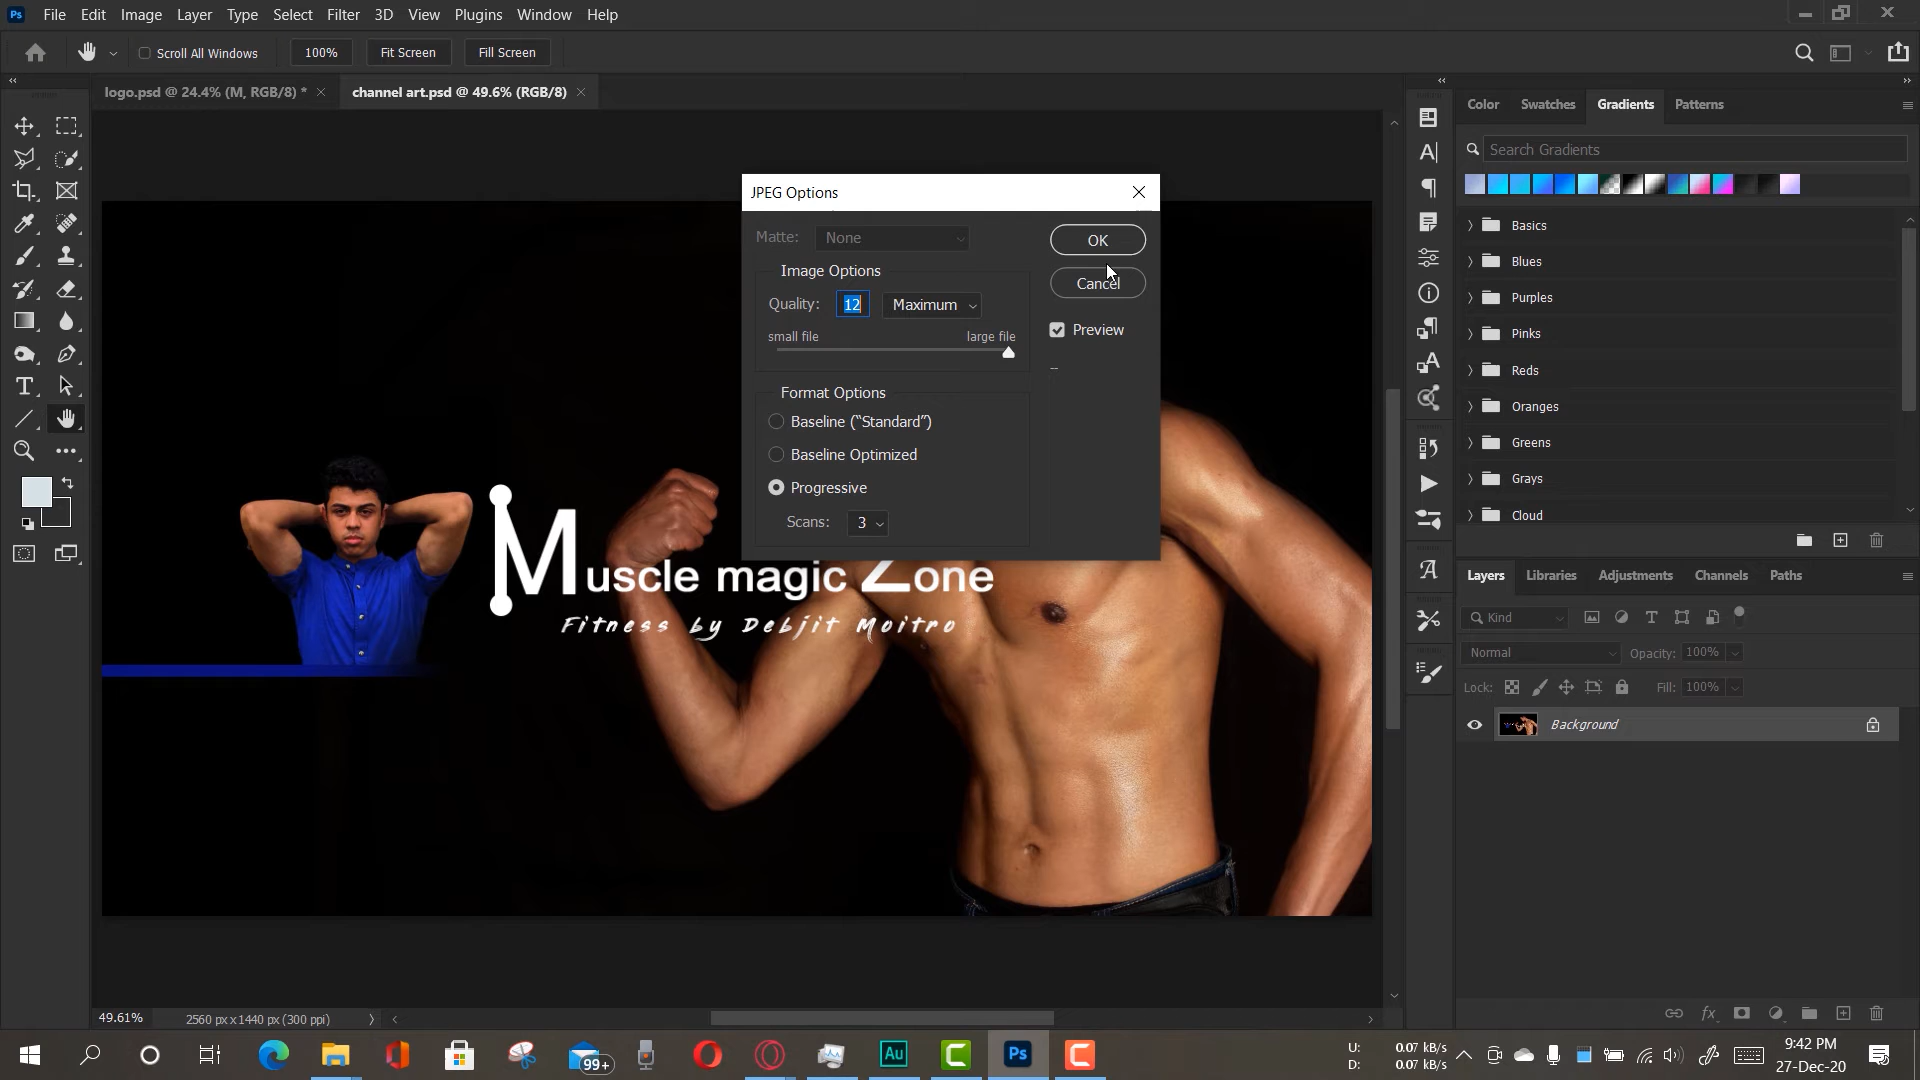 Ps File Edit Image Layer Type Select Filter 3D View Plugins Window Help
Scroll All Windows 100% Fit Screen Fill Screen
logo.psd @ 24.4% (M, RGB/8) * channel art.psd @ 49.6% (RGB/8)
JPEG Options
Matte: None
OK
Image Options
Cancel
Quality: 12 Maximum
small file large file
Preview
--
Format Options
Baseline (“Standard”)
Baseline Optimized
Progressive
Scans: 3
Muscle magic Zone
Fitness by Debjit Moitro
Color Swatches Gradients Patterns
Search Gradients
Basics
Blues
Purples
Pinks
Reds
Oranges
Greens
Grays
Cloud
Layers Libraries Adjustments Channels Paths
Kind
Normal Opacity: 100%
Lock: Fill: 100%
Background
49.61% 2560 px x 1440 px (300 ppi)
99+ Au Ps
U: 0.07 kB/s
D: 0.07 kB/s
9:42 PM
27-Dec-20